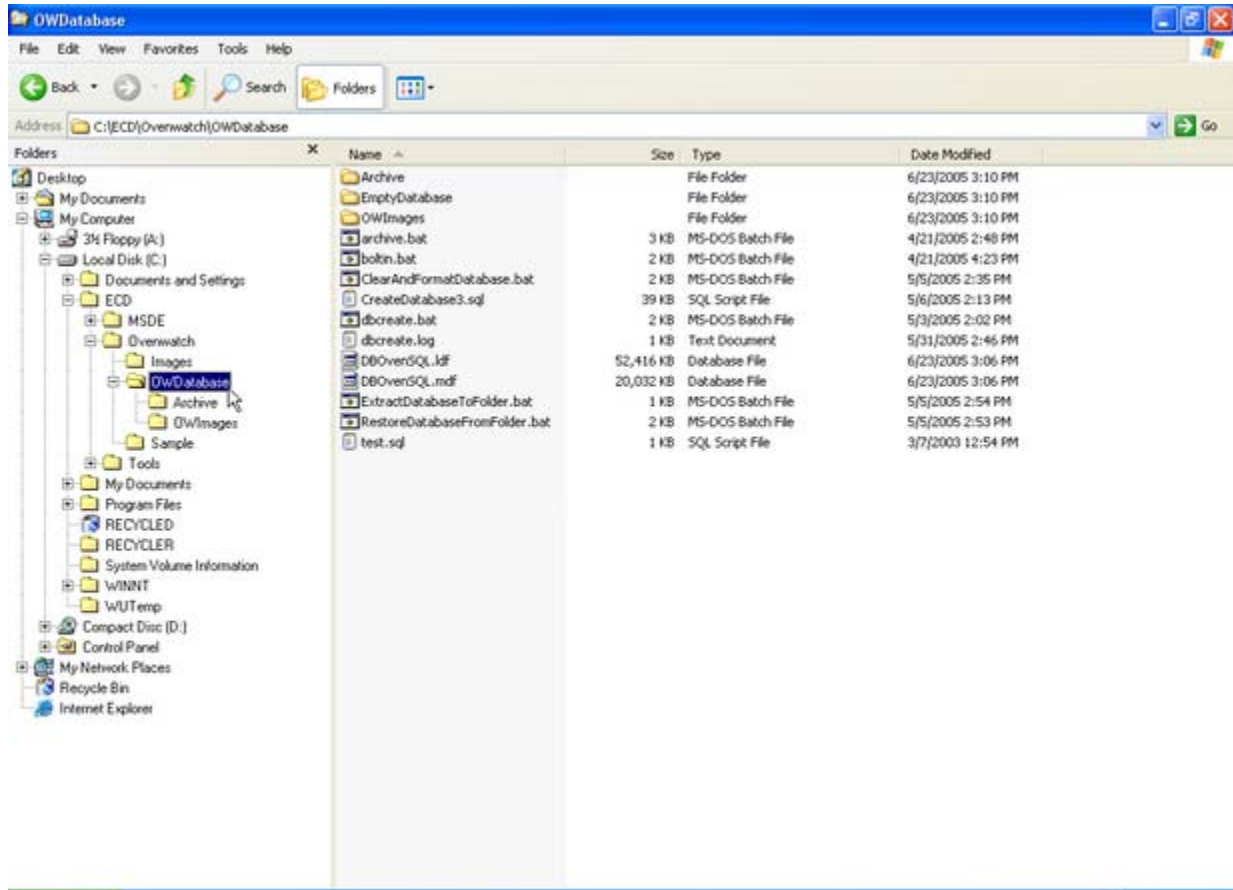 OWDatabase
File Edit View Favorites Tools Help
Back Search Folders
Address C:\ECD\Overwatch\OWDatabase Go
Folders
Desktop
My Documents
My Computer
3½ Floppy (A:)
Local Disk (C:)
Documents and Settings
ECD
MSDE
Overwatch
Images
OWDatabase
Archive
OWImages
Sample
Tools
My Documents
Program Files
RECYCLED
RECYCLER
System Volume Information
WINNT
WUTemp
Compact Disc (D:)
Control Panel
My Network Places
Recycle Bin
Internet Explorer
Name Size Type Date Modified
Archive File Folder 6/23/2005 3:10 PM
EmptyDatabase File Folder 6/23/2005 3:10 PM
OWImages File Folder 6/23/2005 3:10 PM
archive.bat 3 KB MS-DOS Batch File 4/21/2005 2:48 PM
boltin.bat 2 KB MS-DOS Batch File 4/21/2005 4:23 PM
ClearAndFormatDatabase.bat 2 KB MS-DOS Batch File 5/5/2005 2:35 PM
CreateDatabase3.sql 39 KB SQL Script File 5/6/2005 2:13 PM
dbcreate.bat 2 KB MS-DOS Batch File 5/3/2005 2:02 PM
dbcreate.log 1 KB Text Document 5/31/2005 2:46 PM
DBOvenSQL.ldf 52,416 KB Database File 6/23/2005 3:06 PM
DBOvenSQL.mdf 20,032 KB Database File 6/23/2005 3:06 PM
ExtractDatabaseToFolder.bat 1 KB MS-DOS Batch File 5/5/2005 2:54 PM
RestoreDatabaseFromFolder.bat 2 KB MS-DOS Batch File 5/5/2005 2:53 PM
test.sql 1 KB SQL Script File 3/7/2003 12:54 PM